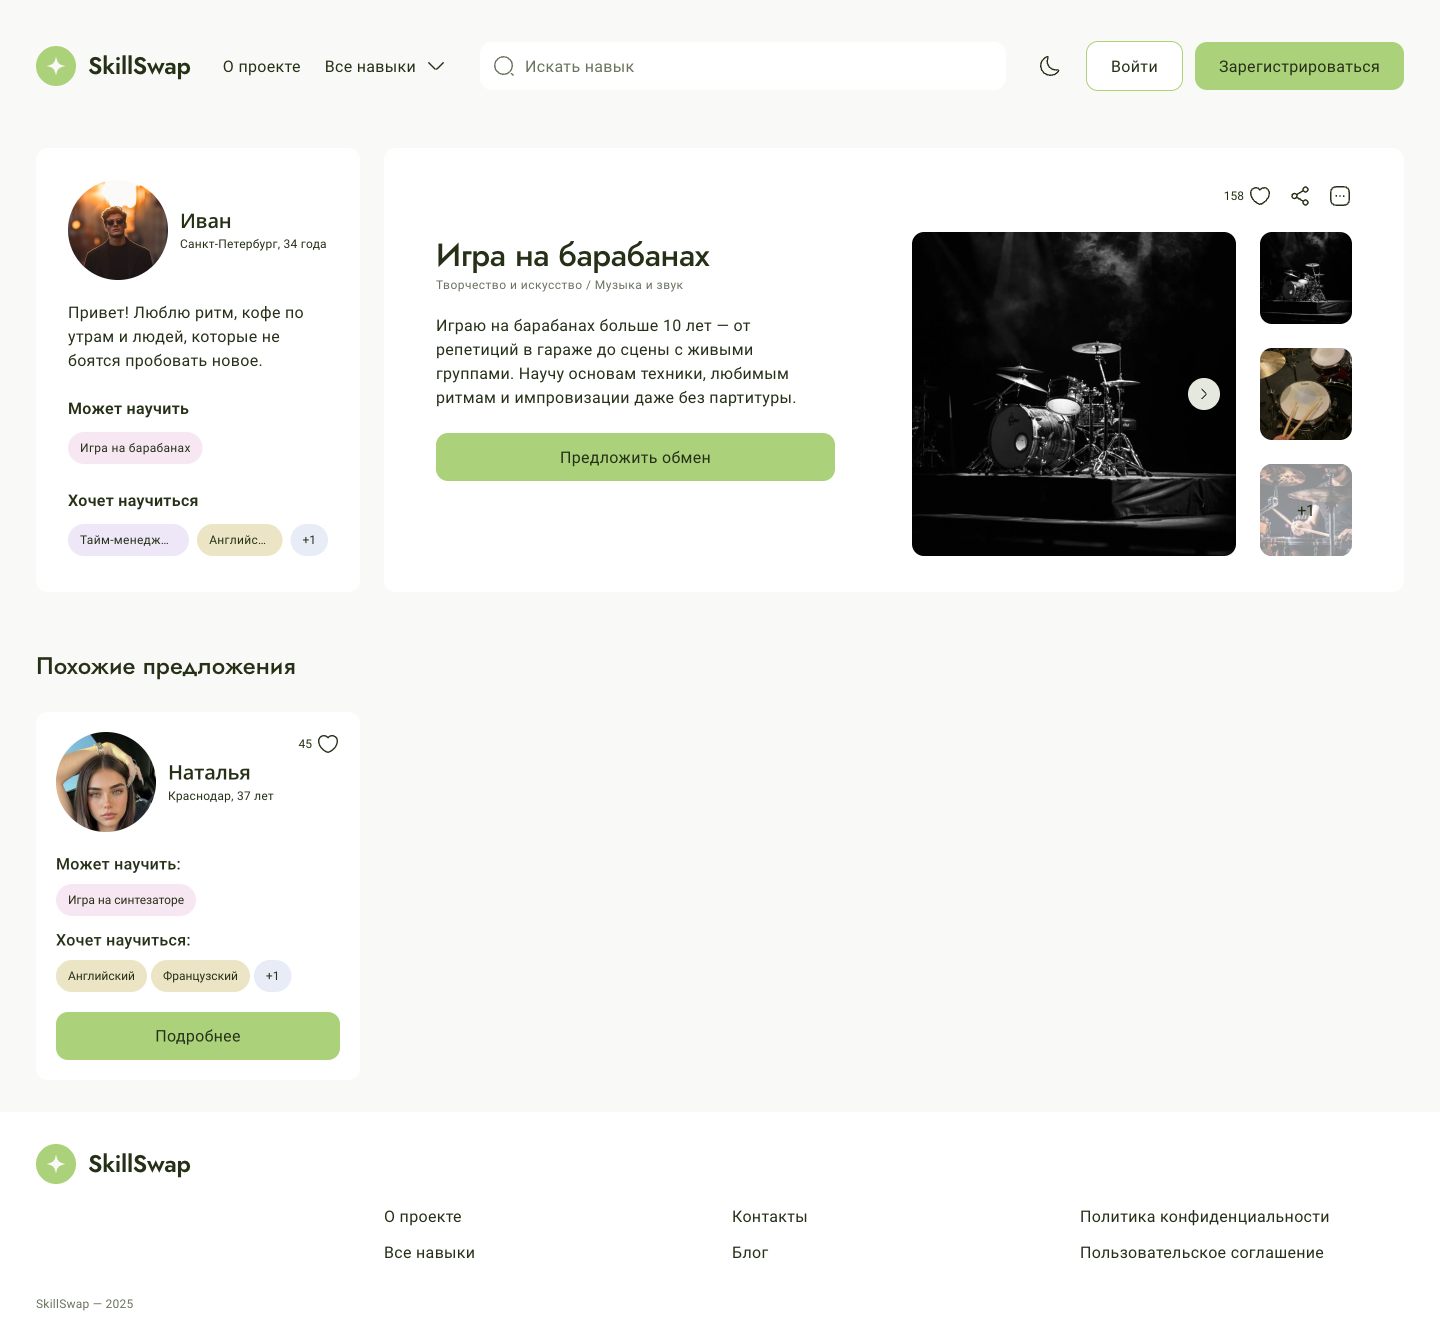 SkillSwap
О проекте
Все навыки
Искать навык
Войти
Зарегистрироваться
Иван
Санкт-Петербург, 34 года
Привет! Люблю ритм, кофе по
утрам и людей, которые не
боятся пробовать новое.
Может научить
Игра на барабанах
Хочет научиться
Тайм-менедж...
Английс...
+1
158
Игра на барабанах
Творчество и искусство / Музыка и звук
Играю на барабанах больше 10 лет — от
репетиций в гараже до сцены с живыми
группами. Научу основам техники, любимым
ритмам и импровизации даже без партитуры.
Предложить обмен
+1
Похожие предложения
45
Наталья
Краснодар, 37 лет
Может научить:
Игра на синтезаторе
Хочет научиться:
Английский
Французский
+1
Подробнее
SkillSwap
О проекте
Контакты
Политика конфиденциальности
Все навыки
Блог
Пользовательское соглашение
SkillSwap — 2025